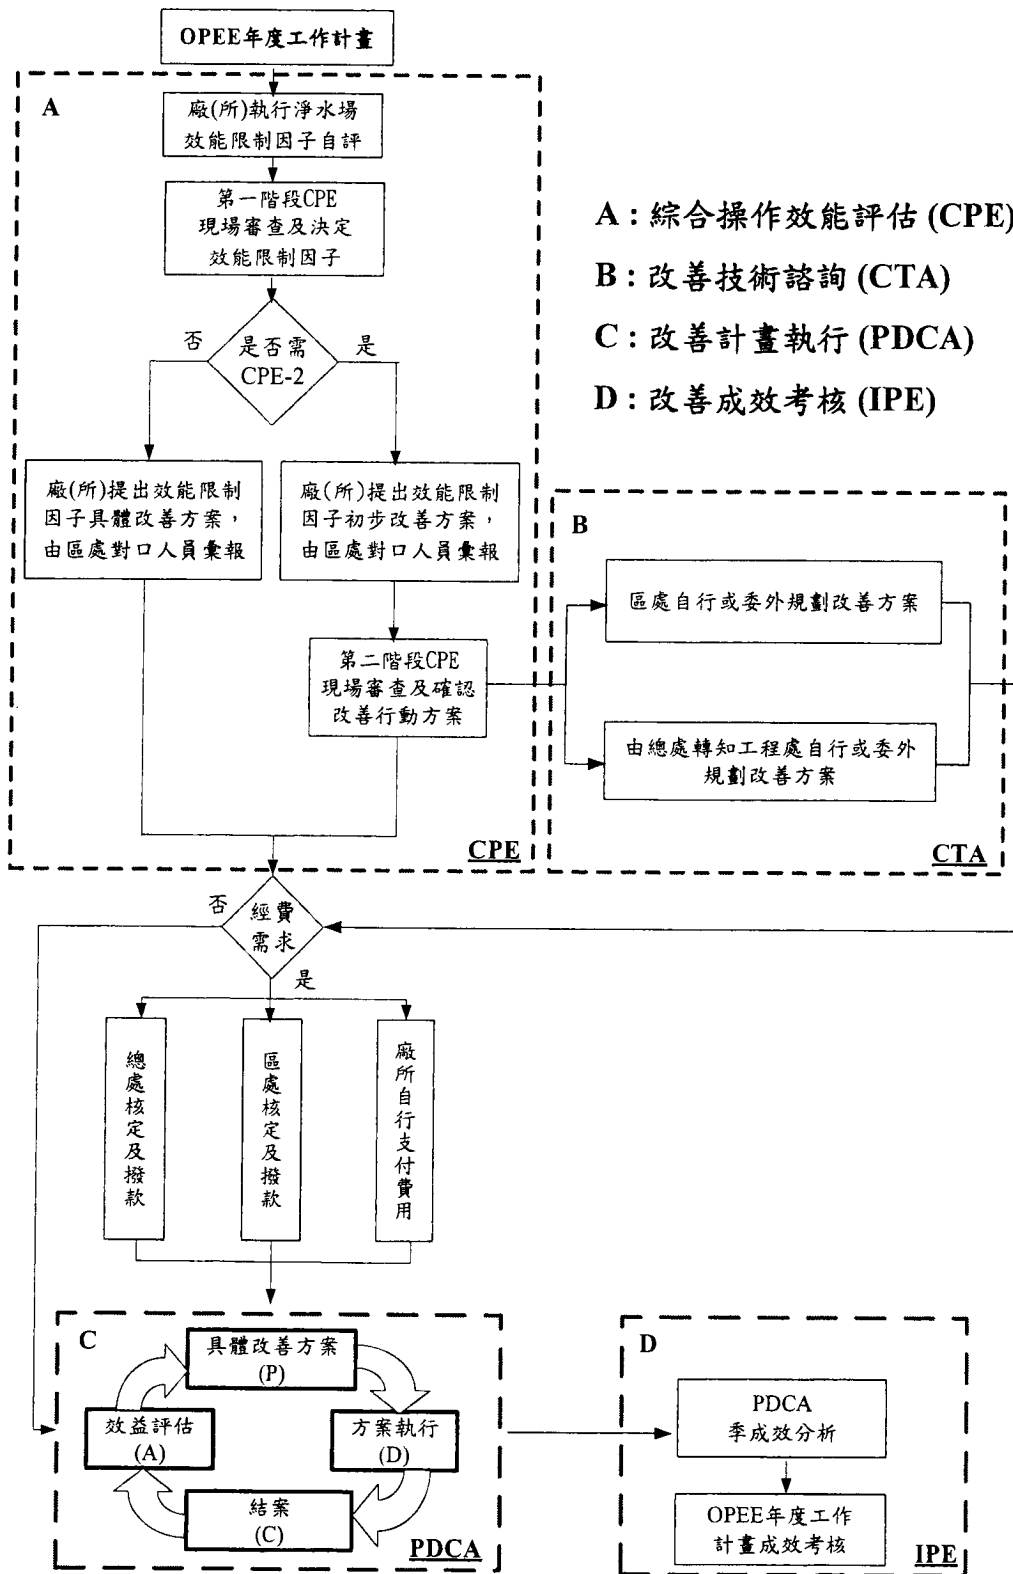 OPEE年度工作計畫
A
廠(所)執行淨水場
效能限制因子自評
第一階段CPE
現場審查及決定
效能限制因子
否
是否需
CPE-2
是
廠(所)提出效能限制
因子具體改善方案，
由區處對口人員彙報
廠(所)提出效能限制
因子初步改善方案，
由區處對口人員彙報
第二階段CPE
現場審查及確認
改善行動方案
CPE
A：綜合操作效能評估 (CPE)
B：改善技術諮詢 (CTA)
C：改善計畫執行 (PDCA)
D：改善成效考核 (IPE)
B
區處自行或委外規劃改善方案
由總處轉知工程處自行或委外
規劃改善方案
CTA
否
經費
需求
是
總處核定及撥款
區處核定及撥款
廠所自行支付費用
C
具體改善方案
(P)
效益評估
(A)
方案執行
(D)
結案
(C)
PDCA
D
PDCA
季成效分析
OPEE年度工作
計畫成效考核
IPE